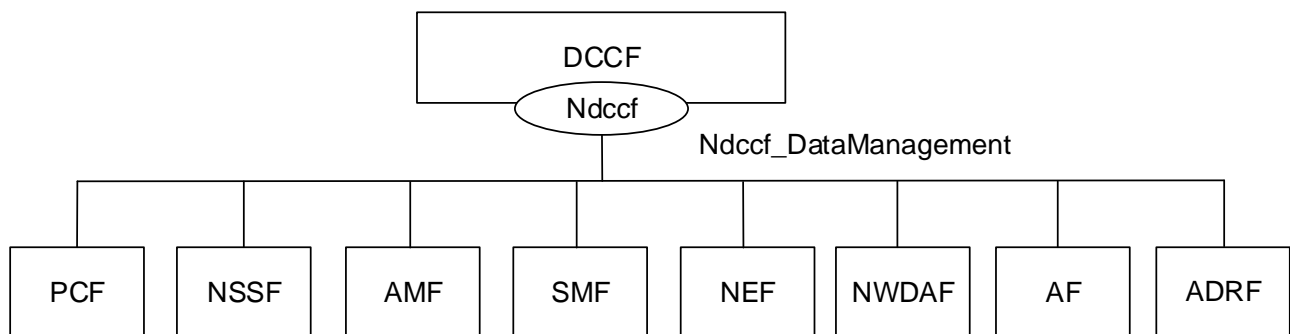 DCCF
Ndccf
Ndccf_DataManagement
PCF NSSF AMF SMF NEF NWDAF AF ADRF